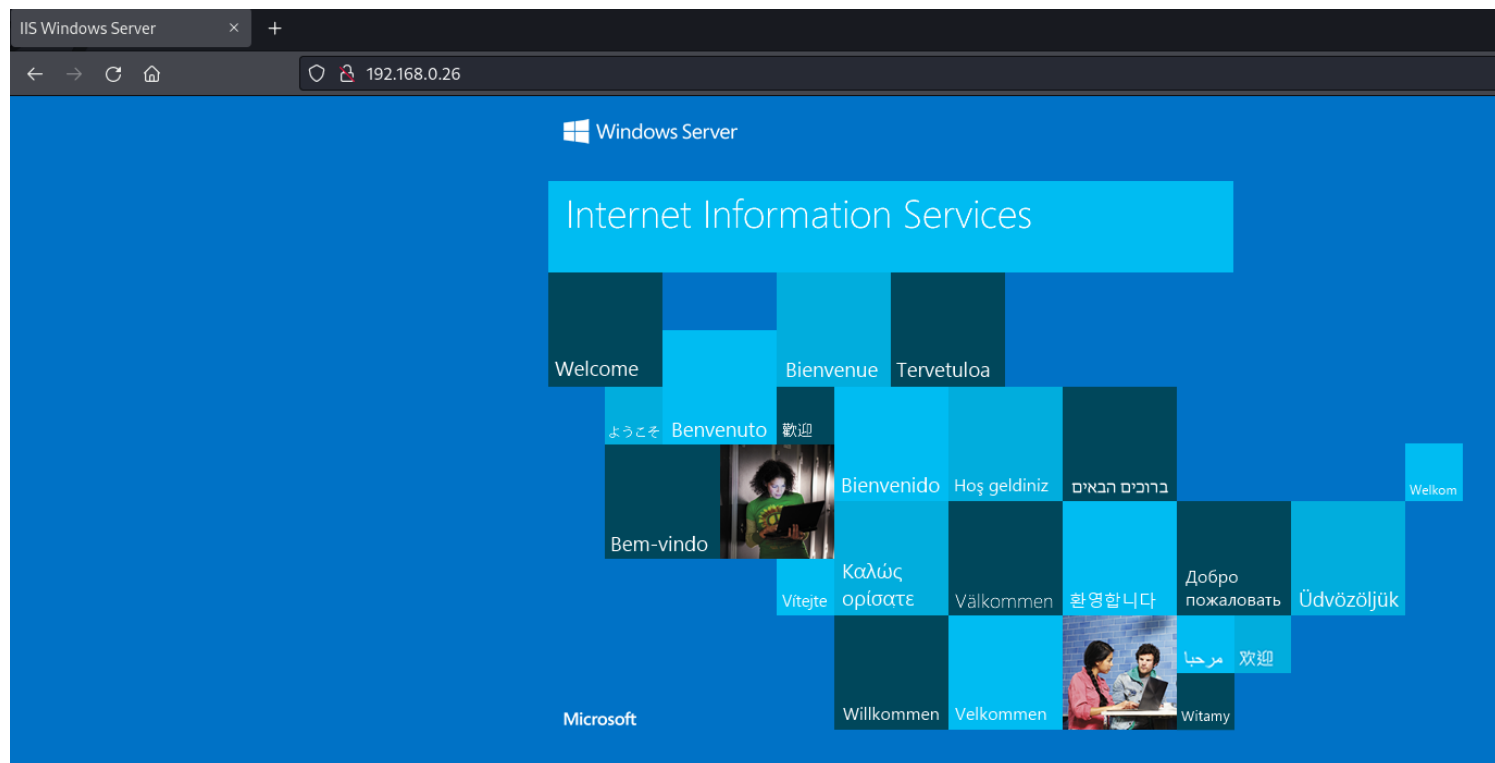 IIS Windows Server
192.168.0.26
Windows Server
Internet Information Services
Welcome
Bienvenue
Tervetuloa
ようこそ
Benvenuto
歡迎
Bienvenido
Hoş geldiniz
ברוכים הבאים
Welkom
Bem-vindo
Vítejte
Καλώς
ορίσατε
Välkommen
환영합니다
Добро
пожаловать
Üdvözöljük
مرحبا
欢迎
Microsoft
Willkommen
Velkommen
Witamy